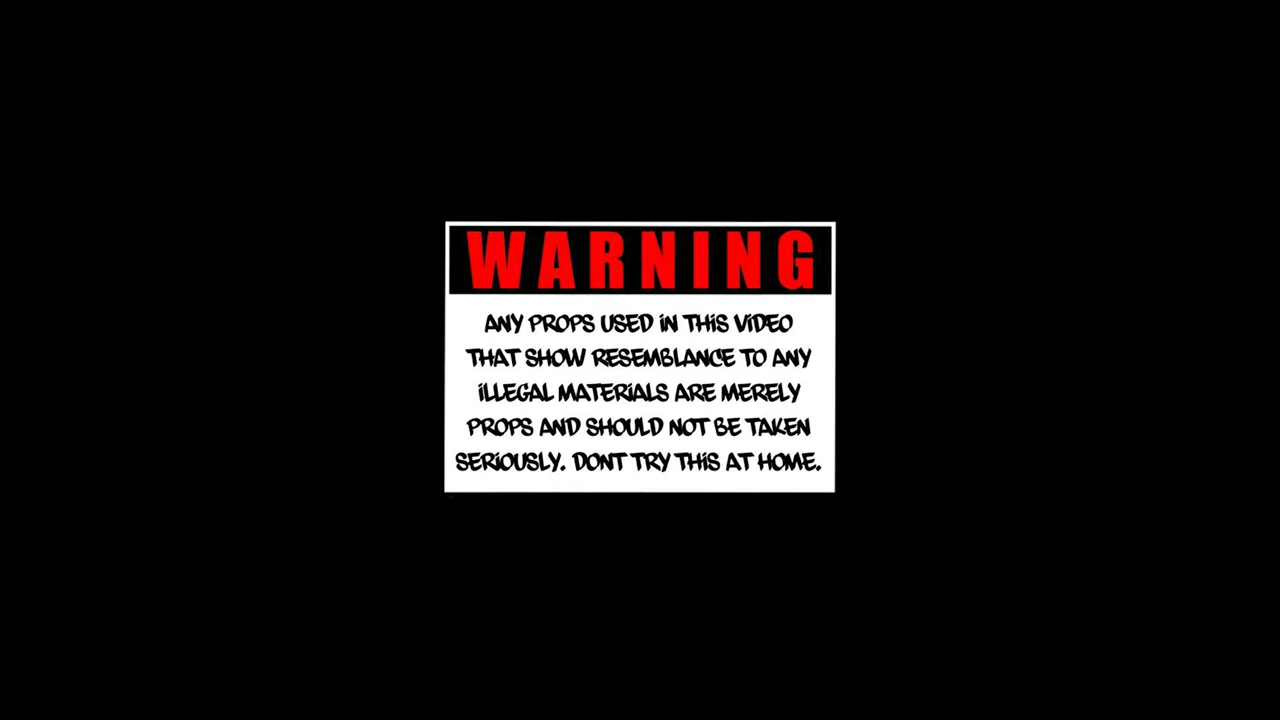 WARNING
ANY PROPS USED IN THIS VIDEO
THAT SHOW RESEMBLANCE TO ANY
ILLEGAL MATERIALS ARE MERELY
PROPS AND SHOULD NOT BE TAKEN
SERIOUSLY. DONT TRY THIS AT HOME.